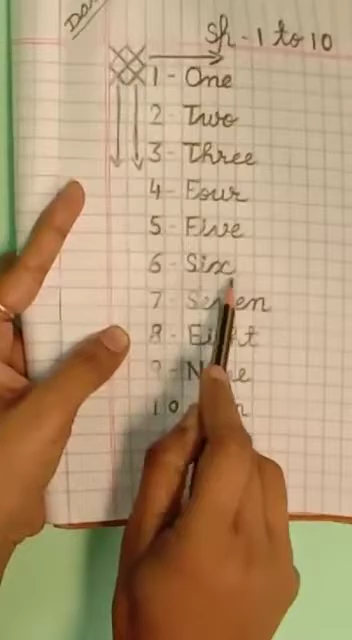 Sh - 1 to 10
1 - One
2 - Two
3 - Three
4 - Four
5 - Five
6 - Six
7 -
8 -
9 -
10